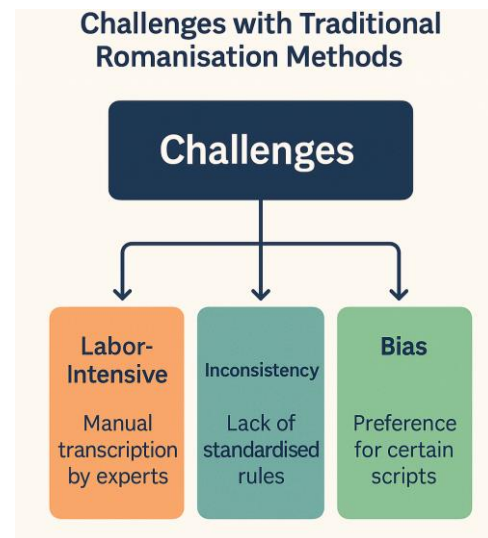 Challenges with Traditional
Romanisation Methods
Challenges
Labor-
Intensive
Manual
transcription
by experts
Inconsistency
Lack of
standardised
rules
Bias
Preference
for certain
scripts